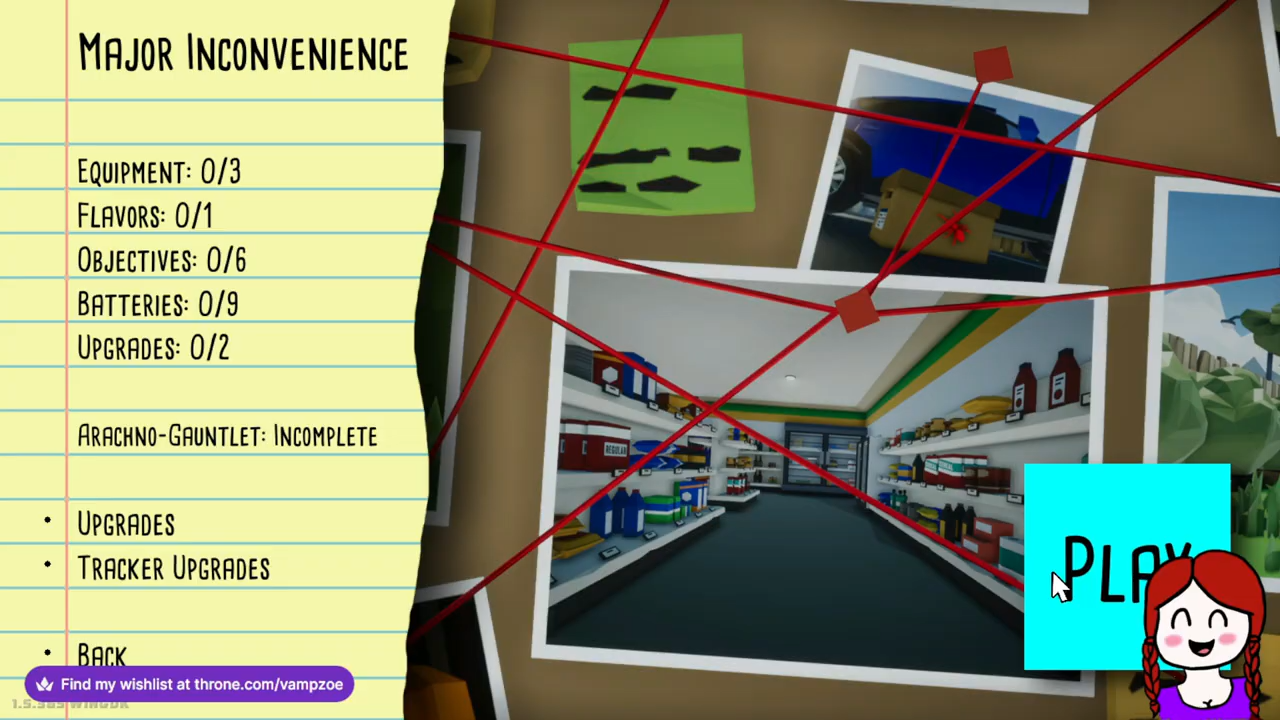 Major Inconvenience
Equipment: 0/3
Flavors: 0/1
Objectives: 0/6
Batteries: 0/9
Upgrades: 0/2
Arachno-Gauntlet: Incomplete
Upgrades
Tracker Upgrades
Back
Find my wishlist at throne.com/vampzoe
REGULAR